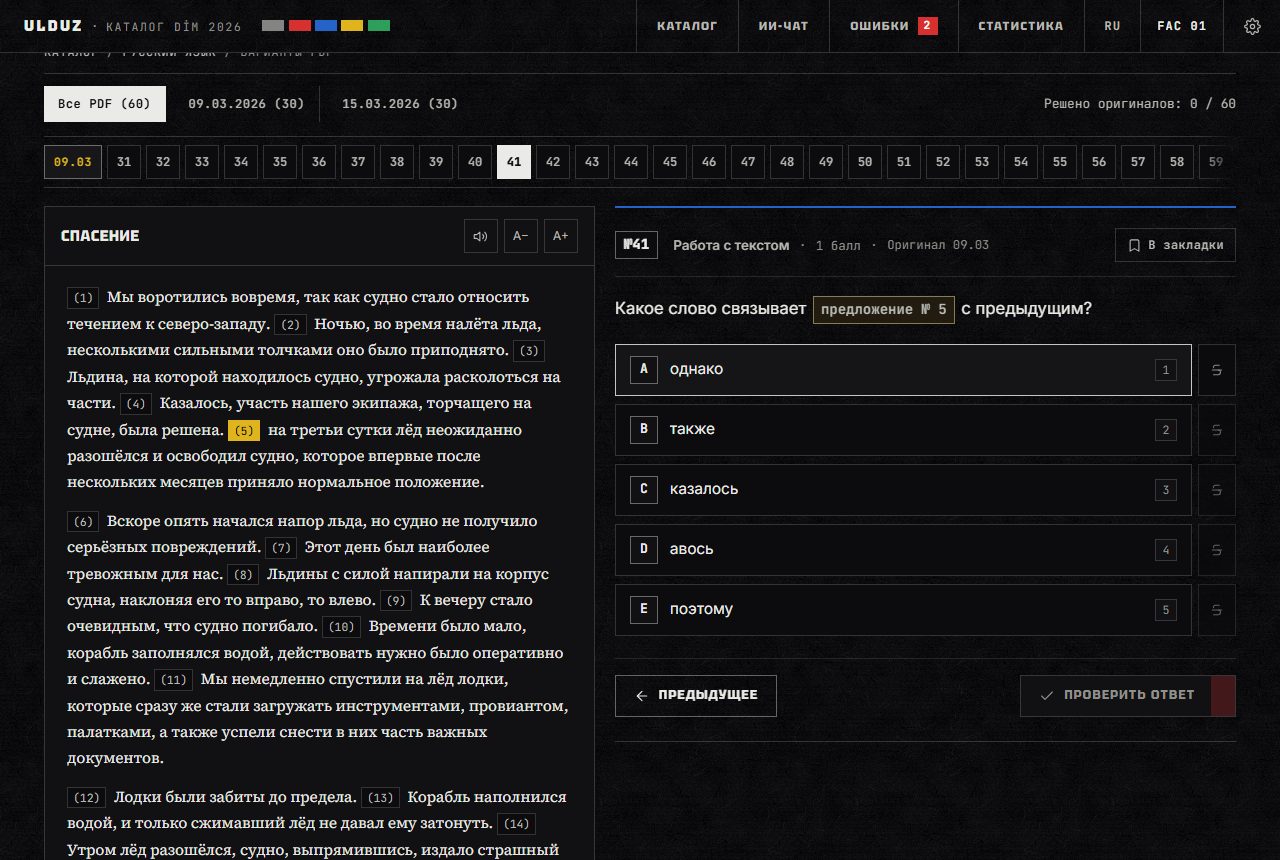 ULDUZ · КАТАЛОГ DİM 2026
КАТАЛОГ
ИИ-ЧАТ
ОШИБКИ 2
СТАТИСТИКА
RU
FAC 01
КАТАЛОГ / РУССКИЙ ЯЗЫК / ВАРИАНТЫ PDF
Все PDF (60)
09.03.2026 (30)
15.03.2026 (30)
Решено оригиналов: 0 / 60
09.03 31 32 33 34 35 36 37 38 39 40 41 42 43 44 45 46 47 48 49 50 51 52 53 54 55 56 57 58 59
СПАСЕНИЕ
A−
A+
(1) Мы воротились вовремя, так как судно стало относить
течением к северо-западу. (2) Ночью, во время налёта льда,
несколькими сильными толчками оно было приподнято. (3)
Льдина, на которой находилось судно, угрожала расколоться на
части. (4) Казалось, участь нашего экипажа, торчащего на
судне, была решена. (5) на третьи сутки лёд неожиданно
разошёлся и освободил судно, которое впервые после
нескольких месяцев приняло нормальное положение.
(6) Вскоре опять начался напор льда, но судно не получило
серьёзных повреждений. (7) Этот день был наиболее
тревожным для нас. (8) Льдины с силой напирали на корпус
судна, наклоняя его то вправо, то влево. (9) К вечеру стало
очевидным, что судно погибало. (10) Времени было мало,
корабль заполнялся водой, действовать нужно было оперативно
и слажено. (11) Мы немедленно спустили на лёд лодки,
которые сразу же стали загружать инструментами, провиантом,
палатками, а также успели снести в них часть важных
документов.
(12) Лодки были забиты до предела. (13) Корабль наполнился
водой, и только сжимавший лёд не давал ему затонуть. (14)
Утром лёд разошёлся, судно, выпрямившись, издало страшный
№41 Работа с текстом · 1 балл · Оригинал 09.03
В закладки
Какое слово связывает предложение № 5 с предыдущим?
A однако 1
B также 2
C казалось 3
D авось 4
E поэтому 5
← ПРЕДЫДУЩЕЕ
ПРОВЕРИТЬ ОТВЕТ